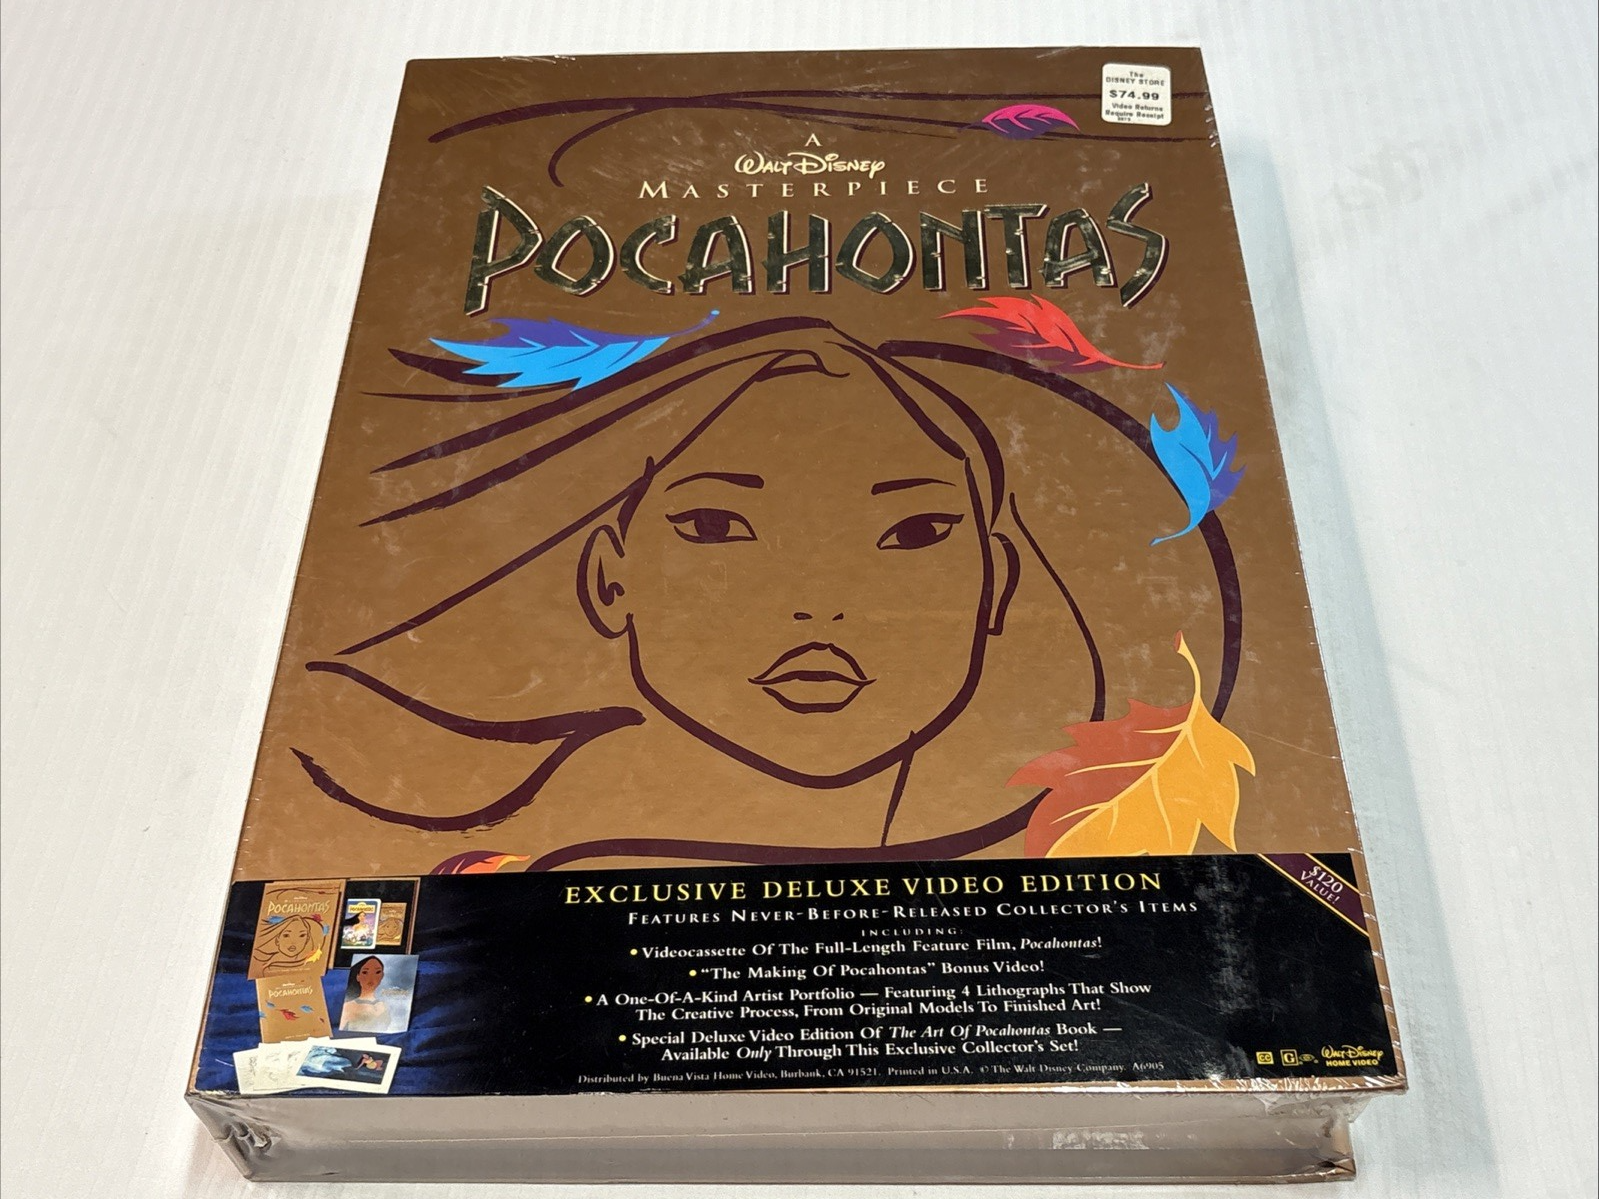 The
DISNEY STORE
$74.99
Video Returns
Require Receipt
A
WALT DISNEY
MASTERPIECE
POCAHONTAS
$120
VALUE!
EXCLUSIVE DELUXE VIDEO EDITION
FEATURES NEVER-BEFORE-RELEASED COLLECTOR'S ITEMS
INCLUDING:
• Videocassette Of The Full-Length Feature Film, Pocahontas!
• "The Making Of Pocahontas" Bonus Video!
• A One-Of-A-Kind Artist Portfolio — Featuring 4 Lithographs That Show
The Creative Process, From Original Models To Finished Art!
• Special Deluxe Video Edition Of The Art Of Pocahontas Book —
Available Only Through This Exclusive Collector's Set!
Distributed by Buena Vista Home Video, Burbank, CA 91521. Printed in U.S.A. © The Walt Disney Company. A6905
CC
G
WALT DISNEY
HOME VIDEO
POCAHONTAS
POCAHONTAS